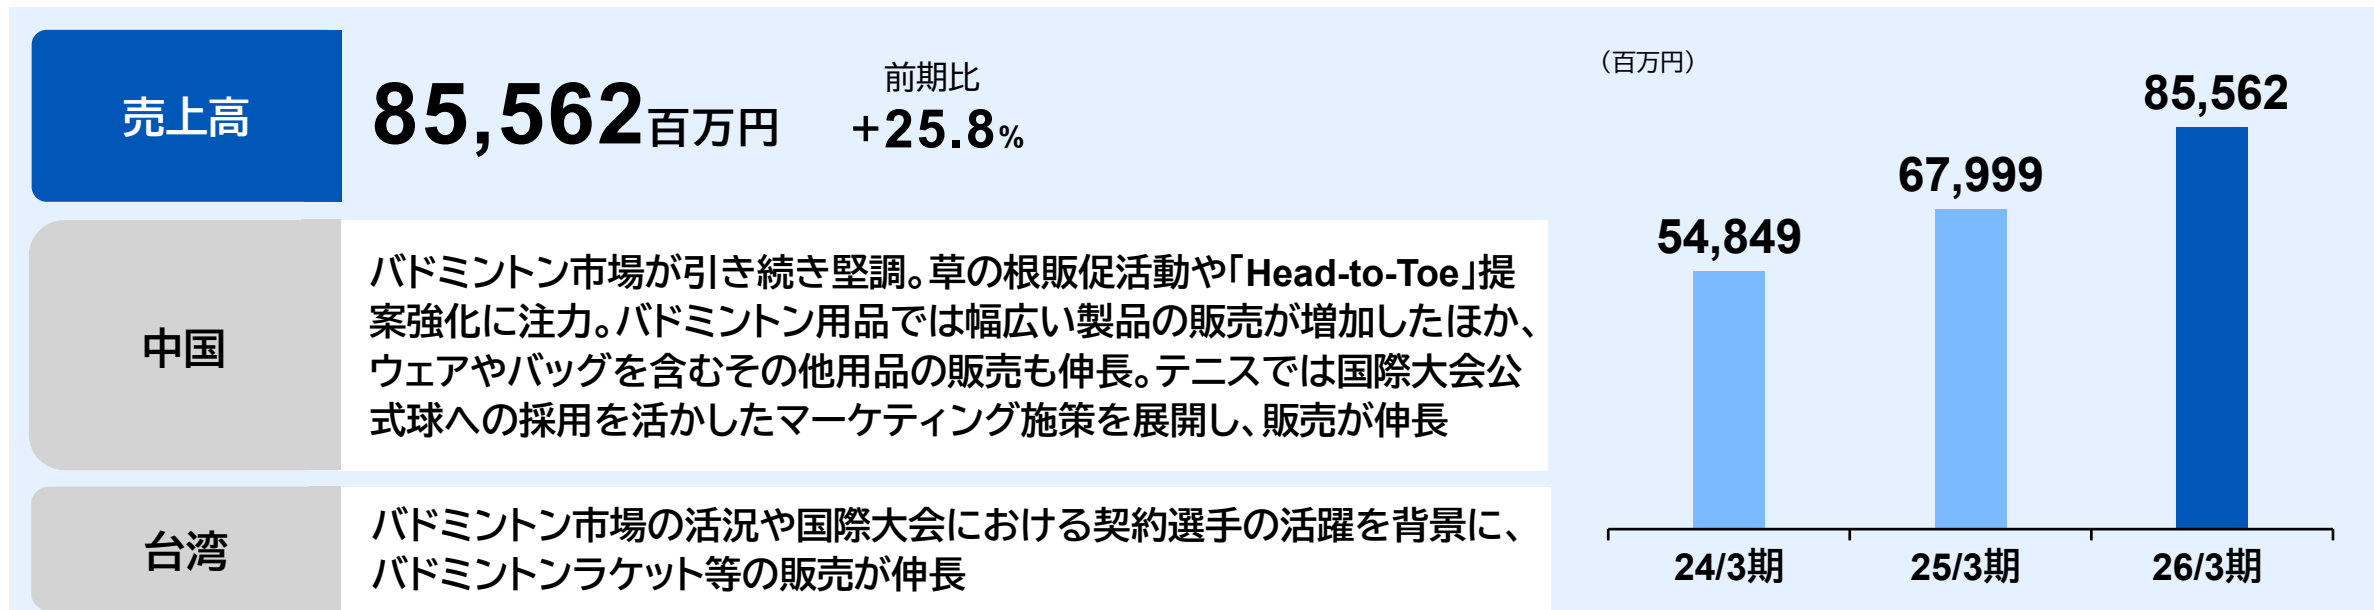 売上高
85,562百万円
前期比
+25.8%
中国
バドミントン市場が引き続き堅調。草の根販促活動や「Head-to-Toe」提
案強化に注力。バドミントン用品では幅広い製品の販売が増加したほか、
ウェアやバッグを含むその他用品の販売も伸長。テニスでは国際大会公
式球への採用を活かしたマーケティング施策を展開し、販売が伸長
台湾
バドミントン市場の活況や国際大会における契約選手の活躍を背景に、
バドミントンラケット等の販売が伸長
（百万円）
54,849
67,999
85,562
24/3期
25/3期
26/3期